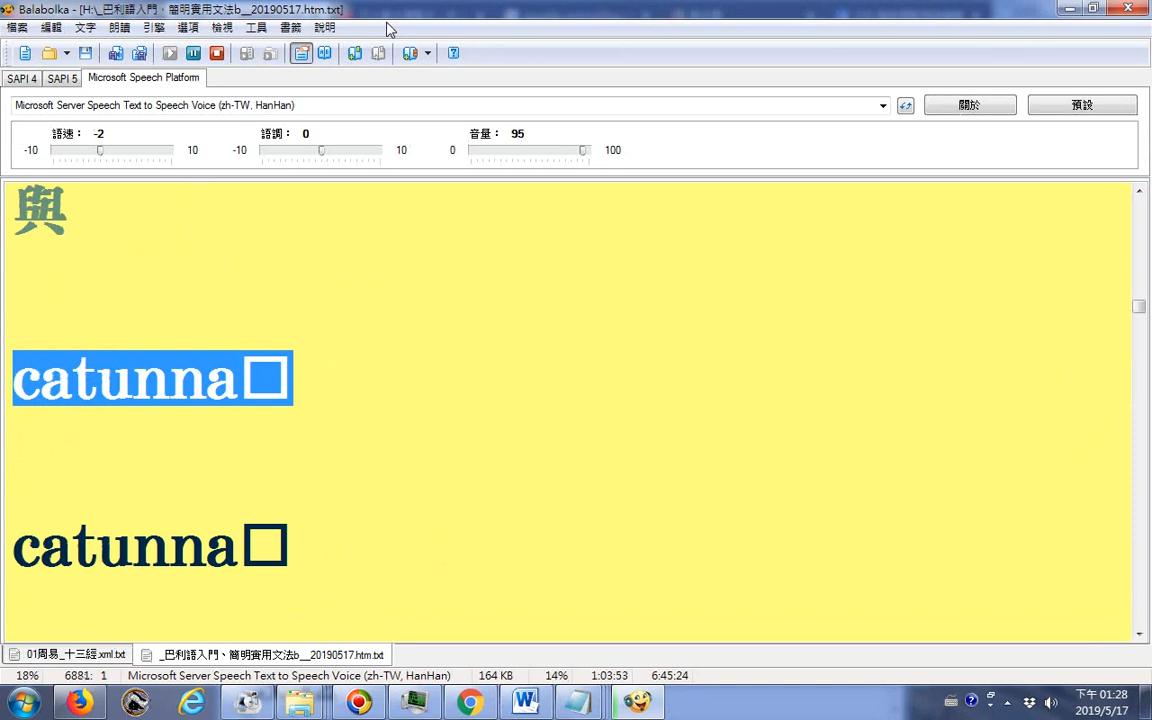 Balabolka - [H:\_巴利語入門、簡明實用文法b__20190517.htm.txt]
檔案 編輯 文字 朗讀 引擎 選項 檢視 工具 書籤 說明
SAPI 4 SAPI 5 Microsoft Speech Platform
Microsoft Server Speech Text to Speech Voice (zh-TW, HanHan) 關於 預設
語速： -2 語調： 0 音量： 95
-10 10 -10 10 0 100
與
catunna□
catunna□
01周易_十三經.xml.txt _巴利語入門、簡明實用文法b__20190517.htm.txt
18% 6881: 1 Microsoft Server Speech Text to Speech Voice (zh-TW, HanHan) 164 KB 14% 1:03:53 6:45:24
下午 01:28
2019/5/17